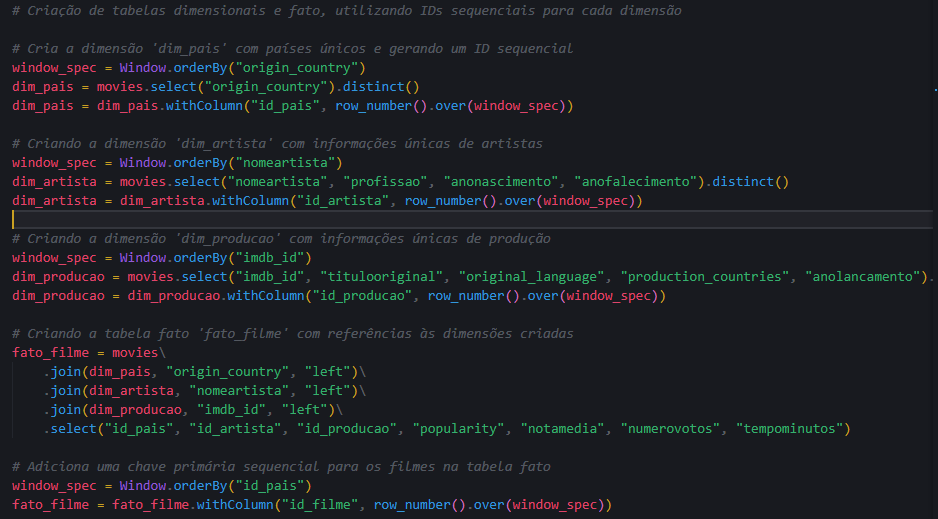 # Criação de tabelas dimensionais e fato, utilizando IDs sequenciais para cada dimensão
# Cria a dimensão 'dim_pais' com países únicos e gerando um ID sequencial
window_spec = Window.orderBy("origin_country")
dim_pais = movies.select("origin_country").distinct()
dim_pais = dim_pais.withColumn("id_pais", row_number().over(window_spec))
# Criando a dimensão 'dim_artista' com informações únicas de artistas
window_spec = Window.orderBy("nomeartista")
dim_artista = movies.select("nomeartista", "profissao", "anonascimento", "anofalecimento").distinct()
dim_artista = dim_artista.withColumn("id_artista", row_number().over(window_spec))
# Criando a dimensão 'dim_producao' com informações únicas de produção
window_spec = Window.orderBy("imdb_id")
dim_producao = movies.select("imdb_id", "titulooriginal", "original_language", "production_countries", "anolancamento").
dim_producao = dim_producao.withColumn("id_producao", row_number().over(window_spec))
# Criando a tabela fato 'fato_filme' com referências às dimensões criadas
fato_filme = movies\
.join(dim_pais, "origin_country", "left")\
.join(dim_artista, "nomeartista", "left")\
.join(dim_producao, "imdb_id", "left")\
.select("id_pais", "id_artista", "id_producao", "popularity", "notamedia", "numerovotos", "tempominutos")
# Adiciona uma chave primária sequencial para os filmes na tabela fato
window_spec = Window.orderBy("id_pais")
fato_filme = fato_filme.withColumn("id_filme", row_number().over(window_spec))